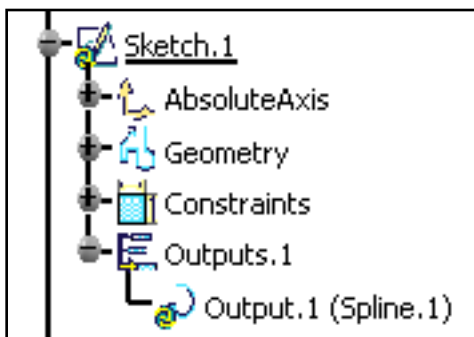 Sketch.1
AbsoluteAxis
Geometry
Constraints
Outputs.1
Output.1 (Spline.1)